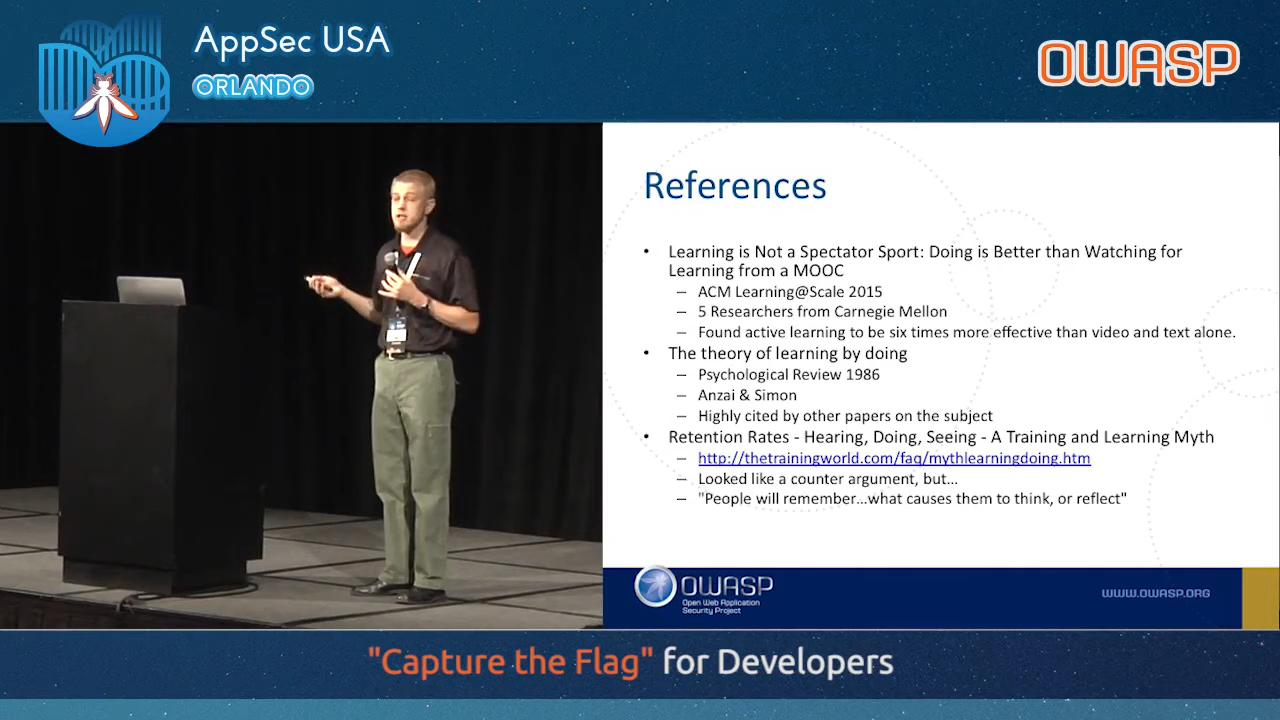 AppSec USA
ORLANDO
OWASP
References
• Learning is Not a Spectator Sport: Doing is Better than Watching for
Learning from a MOOC
– ACM Learning@Scale 2015
– 5 Researchers from Carnegie Mellon
– Found active learning to be six times more effective than video and text alone.
• The theory of learning by doing
– Psychological Review 1986
– Anzai & Simon
– Highly cited by other papers on the subject
• Retention Rates - Hearing, Doing, Seeing - A Training and Learning Myth
– http://thetrainingworld.com/faq/mythlearningdoing.htm
– Looked like a counter argument, but...
– "People will remember...what causes them to think, or reflect"
OWASP
Open Web Application
Security Project
WWW.OWASP.ORG
"Capture the Flag" for Developers